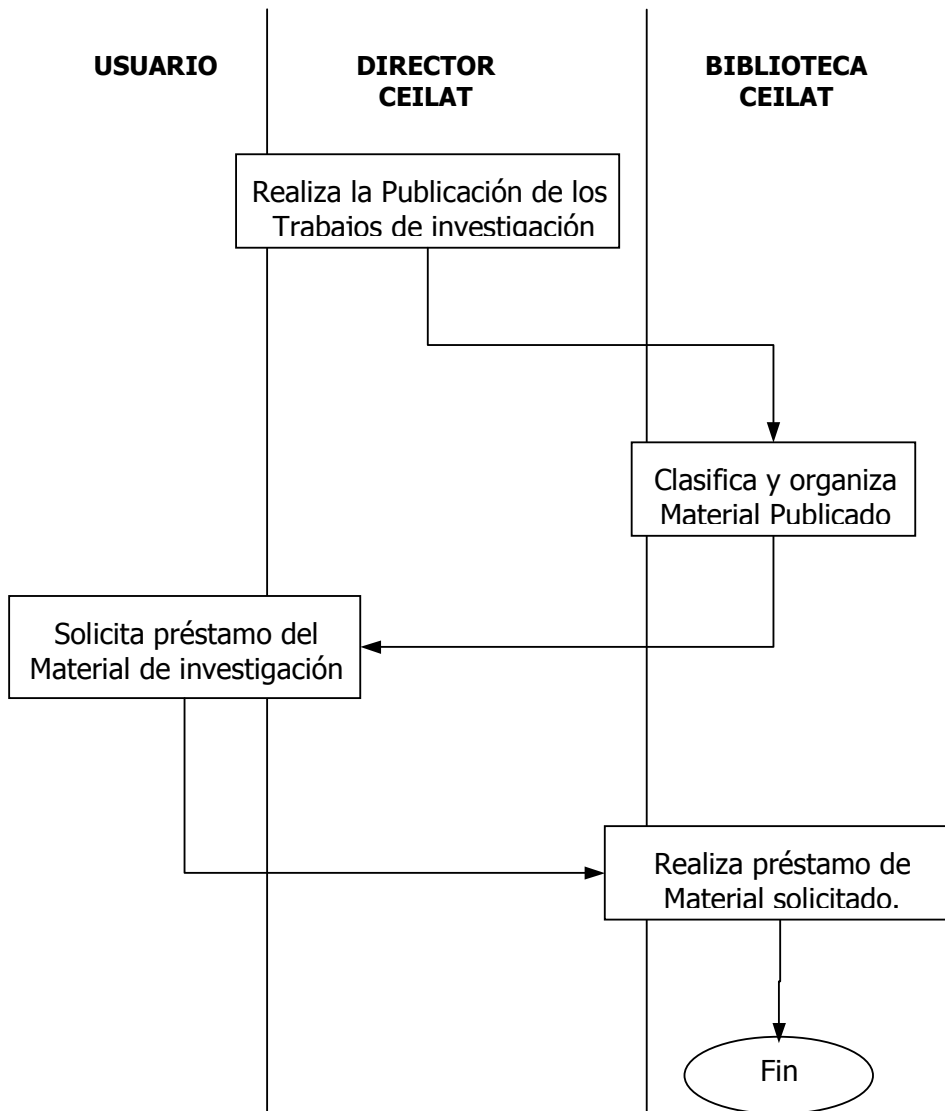 USUARIO
DIRECTOR
CEILAT
BIBLIOTECA
CEILAT
Realiza la Publicación de los
Trabajos de investigación
Clasifica y organiza
Material Publicado
Solicita préstamo del
Material de investigación
Realiza préstamo de
Material solicitado.
Fin